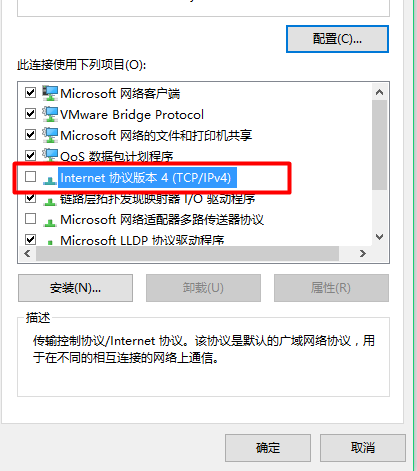 配置(C)...
此连接使用下列项目(O):
Microsoft 网络客户端
VMware Bridge Protocol
Microsoft 网络的文件和打印机共享
QoS 数据包计划程序
Internet 协议版本 4 (TCP/IPv4)
链路层拓扑发现映射器 I/O 驱动程序
Microsoft 网络适配器多路传送器协议
Microsoft LLDP 协议驱动程序
安装(N)... 卸载(U) 属性(R)
描述
传输控制协议/Internet 协议。该协议是默认的广域网络协议，用
于在不同的相互连接的网络上通信。
确定 取消